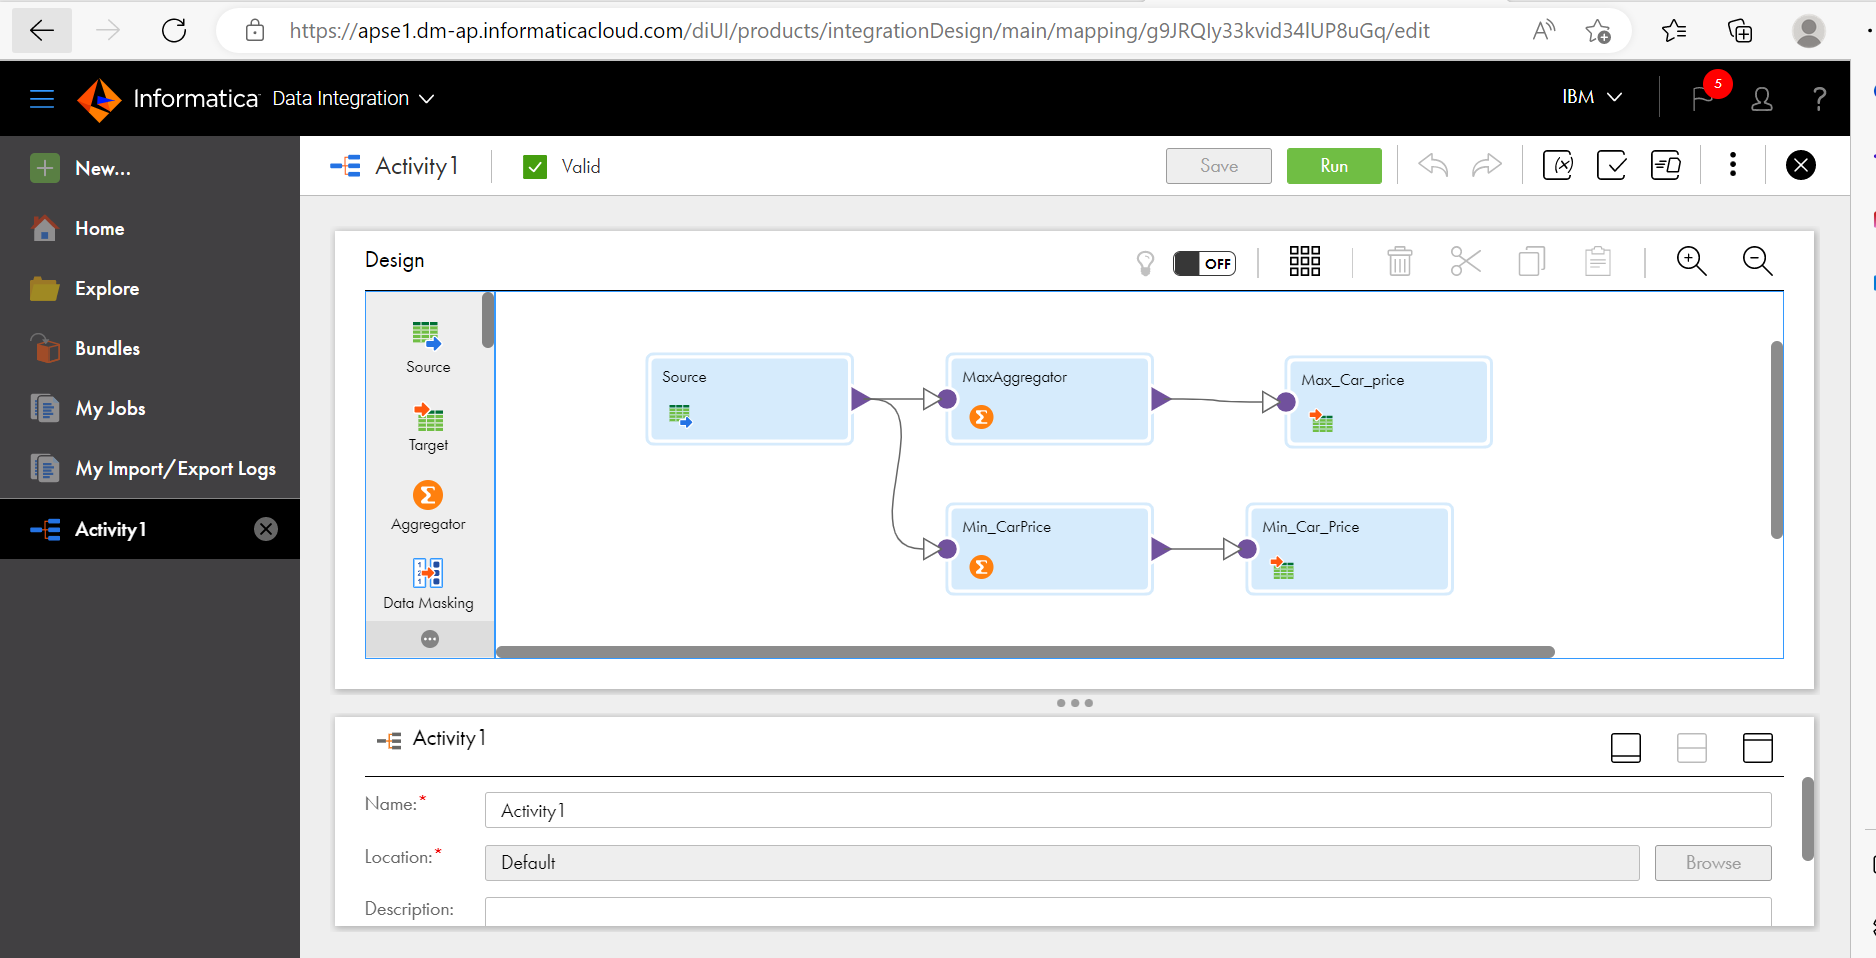 https://apse1.dm-ap.informaticacloud.com/diUI/products/integrationDesign/main/mapping/g9JRQIy33kvid34lUP8uGq/edit
Informatica Data Integration
IBM
5
New...
Home
Explore
Bundles
My Jobs
My Import/Export Logs
Activity1
Activity1
Valid
Save
Run
Design
OFF
Source
Target
Aggregator
Data Masking
Source
MaxAggregator
Max_Car_price
Min_CarPrice
Min_Car_Price
Activity1
Name:*
Activity1
Location:*
Default
Browse
Description: